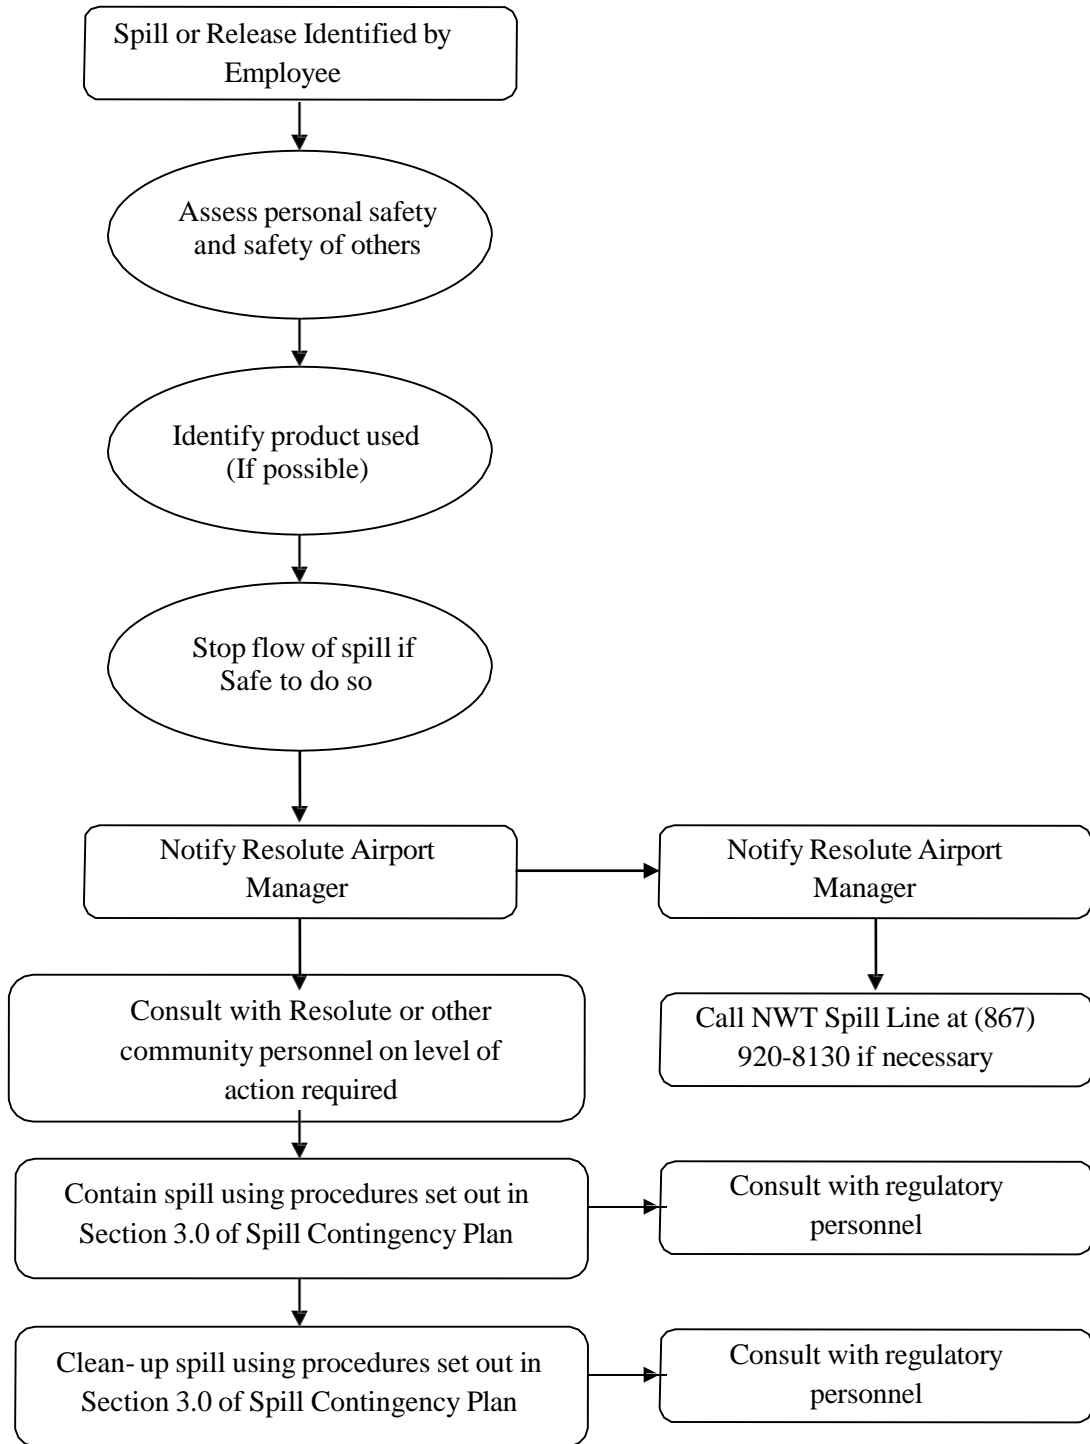 Spill or Release Identified by
Employee
Assess personal safety
and safety of others
Identify product used
(If possible)
Stop flow of spill if
Safe to do so
Notify Resolute Airport
Manager
Notify Resolute Airport
Manager
Consult with Resolute or other
community personnel on level of
action required
Call NWT Spill Line at (867)
920-8130 if necessary
Contain spill using procedures set out in
Section 3.0 of Spill Contingency Plan
Consult with regulatory
personnel
Clean- up spill using procedures set out in
Section 3.0 of Spill Contingency Plan
Consult with regulatory
personnel